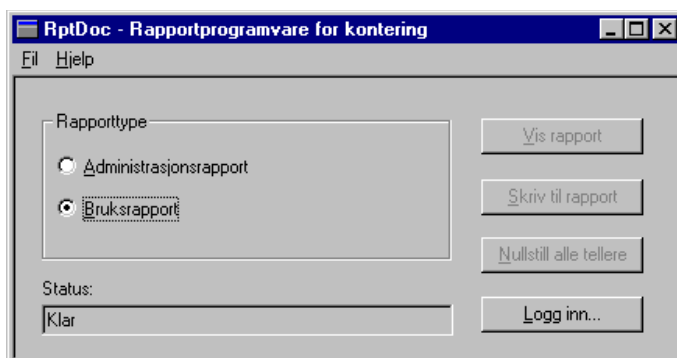 RptDoc - Rapportprogramvare for kontering
Fil Hjelp
Rapporttype
Administrasjonsrapport
Bruksrapport
Vis rapport
Skriv til rapport
Nullstill alle tellere
Status:
Klar
Logg inn...